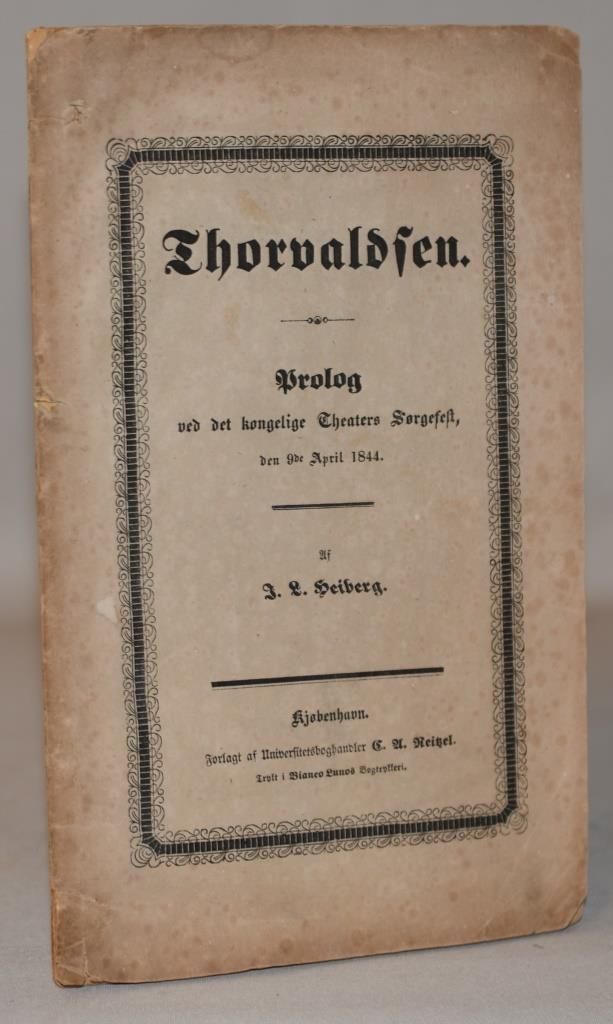 Thorvaldsen.
Prolog
ved det kongelige Theaters Sørgefest,
den 9de April 1844.
Af
J. L. Heiberg.
Kjøbenhavn.
Forlagt af Universitetsboghandler C. A. Reitzel.
Trykt i Bianco Lunos Bogtrykkeri.